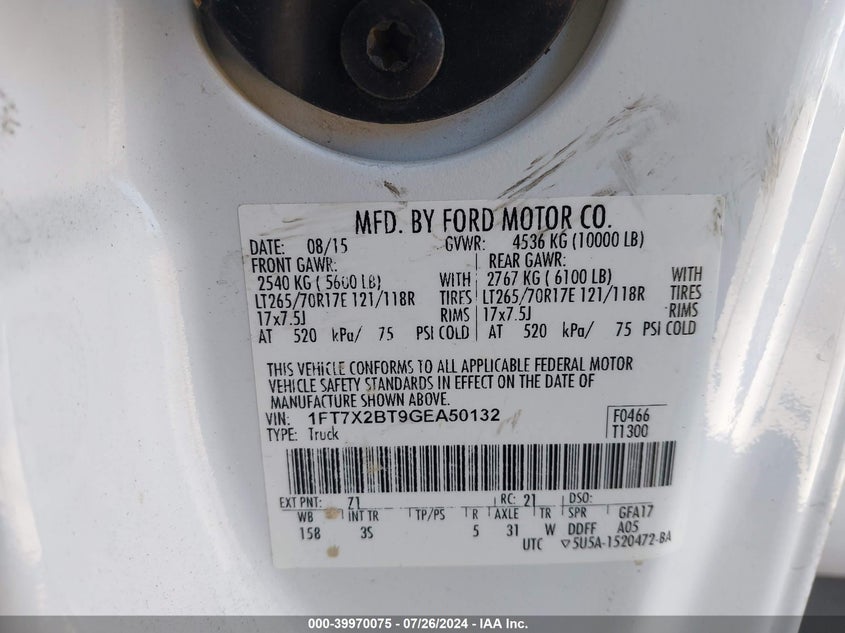 MFD. BY FORD MOTOR CO.
DATE: 08/15 GVWR: 4536 KG (10000 LB)
FRONT GAWR: REAR GAWR:
2540 KG ( 5600 LB) WITH 2767 KG ( 6100 LB) WITH
LT265/70R17E 121/118R TIRES LT265/70R17E 121/118R TIRES
17x7.5J RIMS 17x7.5J RIMS
AT 520 kPa/ 75 PSI COLD AT 520 kPa/ 75 PSI COLD
THIS VEHICLE CONFORMS TO ALL APPLICABLE FEDERAL MOTOR
VEHICLE SAFETY STANDARDS IN EFFECT ON THE DATE OF
MANUFACTURE SHOWN ABOVE.
VIN: 1FT7X2BT9GEA50132 F0466
TYPE: Truck T1300
EXT PNT: Z1 RC: 21 DSO:
WB INT TR TP/PS R AXLE TR SPR GFA17
158 3S 5 31 W DDFF A05
UTC ▽5U5A-1520472-BA
000-39970075 - 07/26/2024 - IAA Inc.